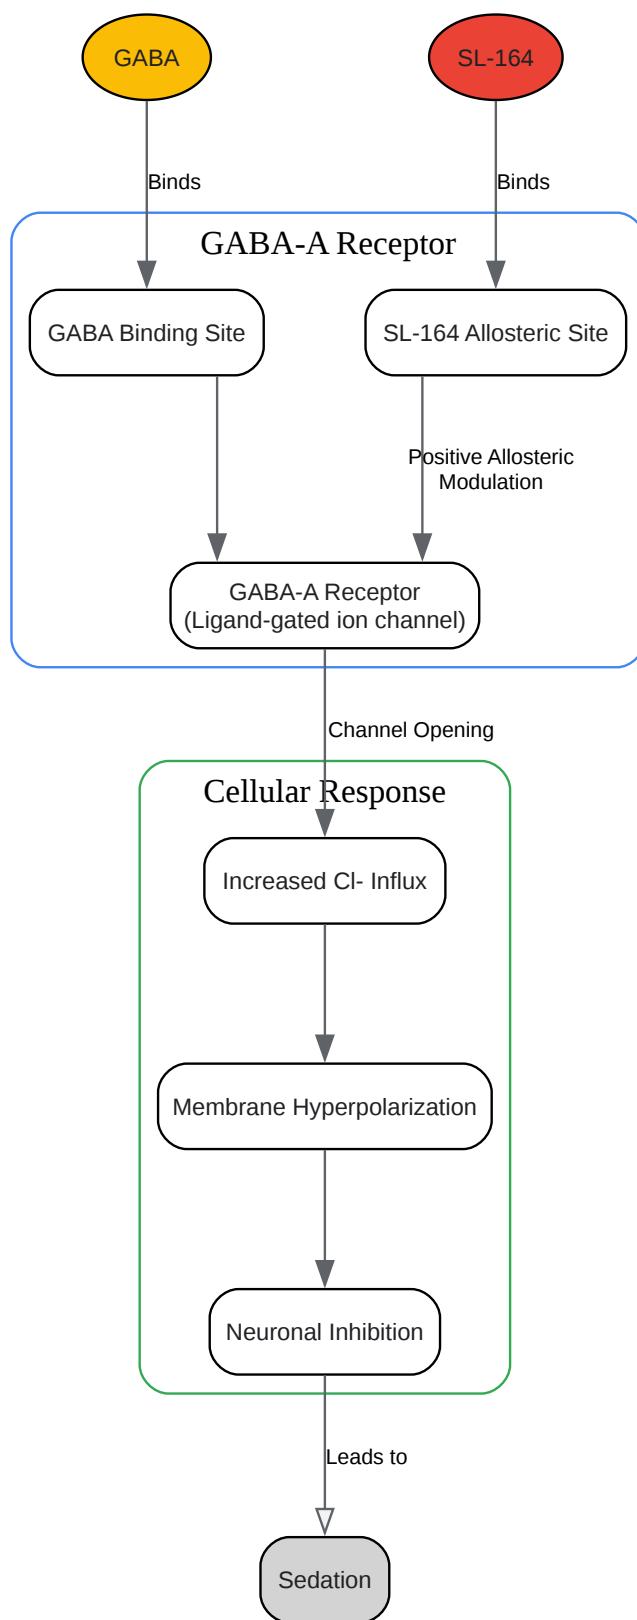 GABA
SL-164
Binds
Binds
GABA-A Receptor
GABA Binding Site
SL-164 Allosteric Site
Positive Allosteric
Modulation
GABA-A Receptor
(Ligand-gated ion channel)
Channel Opening
Cellular Response
Increased Cl- Influx
Membrane Hyperpolarization
Neuronal Inhibition
Leads to
Sedation